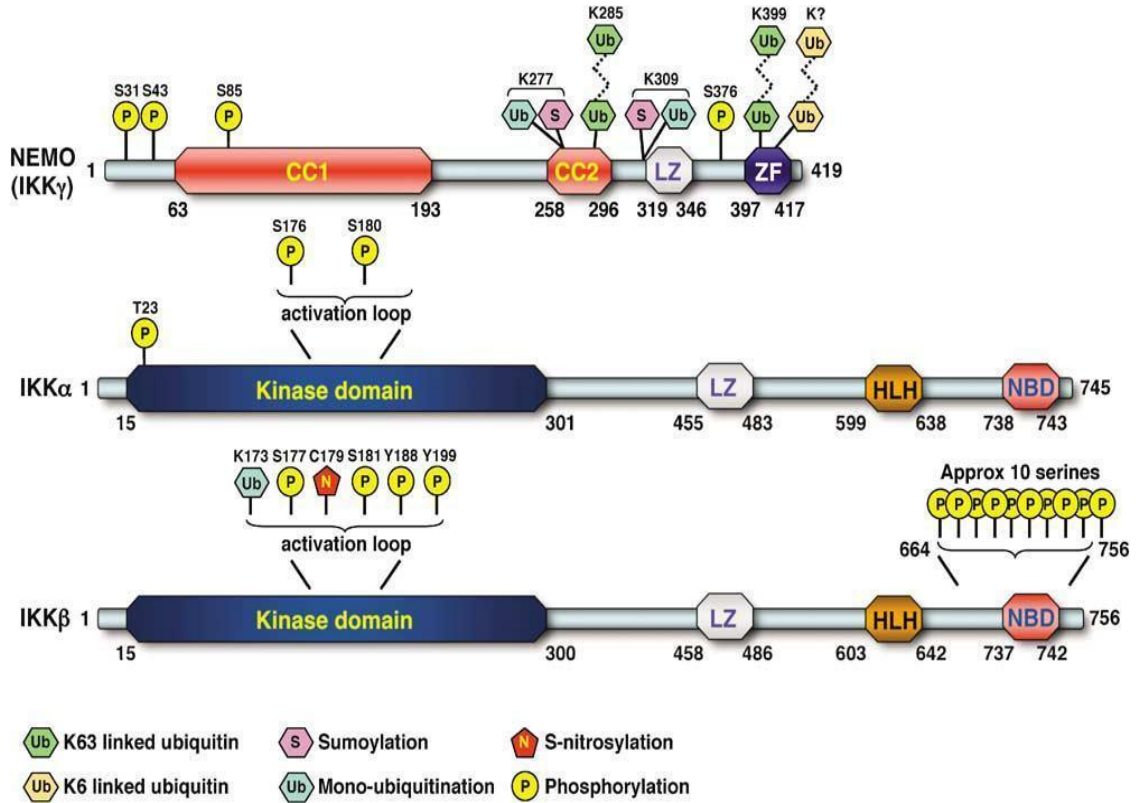 K285 K399 K?
Ub Ub Ub
S31 S43 S85 K277 K309 S376
P P P Ub S Ub S Ub P Ub Ub
NEMO (IKKγ) 1 CC1 CC2 LZ ZF 419
63 193 258 296 319 346 397 417
S176 S180
P P
activation loop
T23
P
IKKα 1 Kinase domain LZ HLH NBD 745
15 301 455 483 599 638 738 743
K173 S177 C179 S181 Y188 Y199
Ub P N P P P
activation loop
Approx 10 serines
P P P P P P P P P P
664 756
IKKβ 1 Kinase domain LZ HLH NBD 756
15 300 458 486 603 642 737 742
Ub K63 linked ubiquitin S Sumoylation N S-nitrosylation
Ub K6 linked ubiquitin Ub Mono-ubiquitination P Phosphorylation